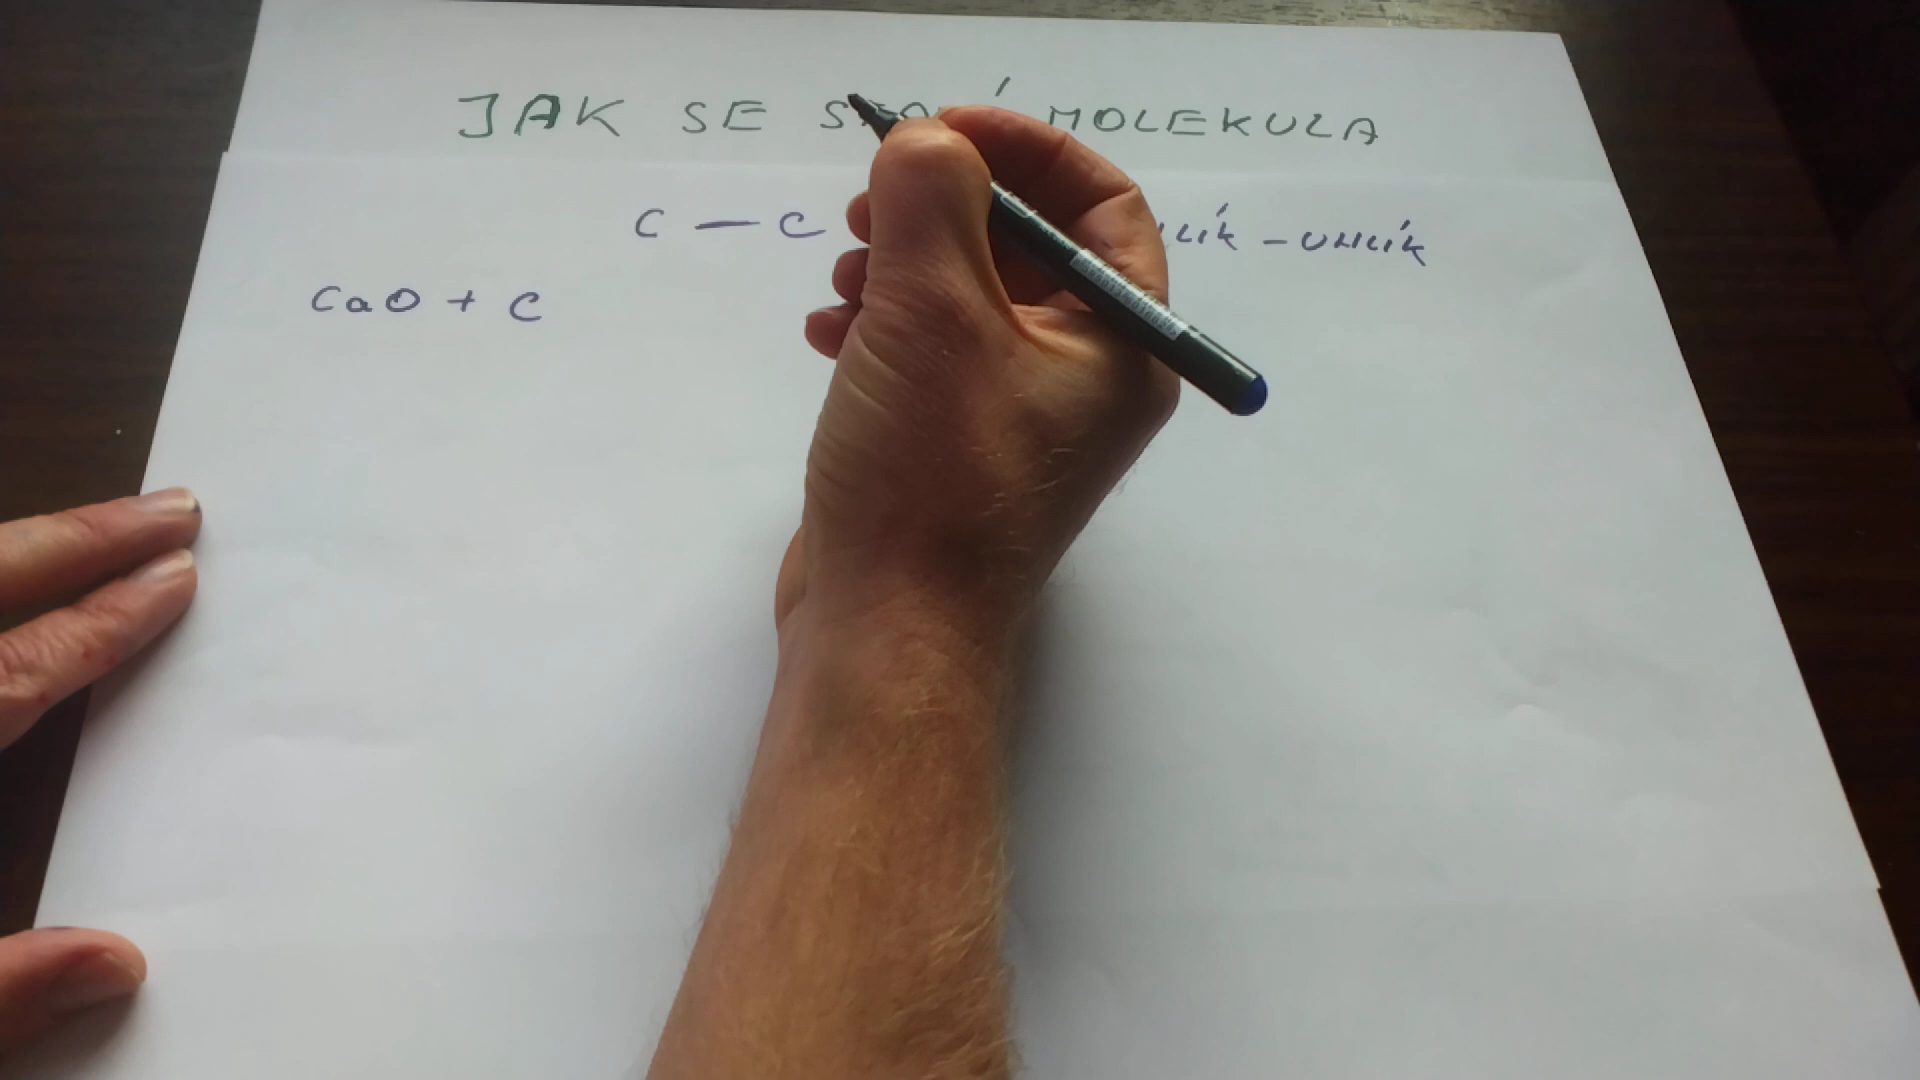 JAK SE MOLEKULA
C — C – UHLÍK
CaO + C